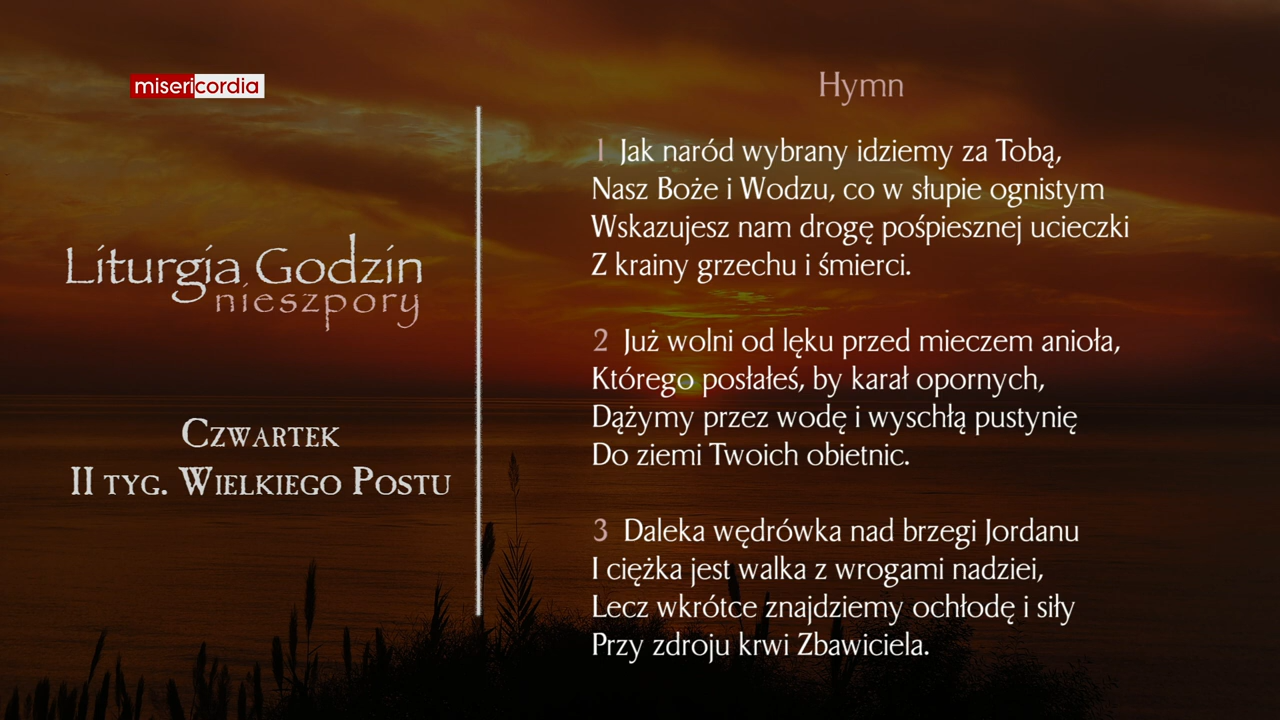 misericordia
Liturgia Godzin
nieszpory
Czwartek
II tyg. Wielkiego Postu
Hymn
1 Jak naród wybrany idziemy za Tobą,
Nasz Boże i Wodzu, co w słupie ognistym
Wskazujesz nam drogę pośpiesznej ucieczki
Z krainy grzechu i śmierci.
2 Już wolni od lęku przed mieczem anioła,
Którego posłałeś, by karał opornych,
Dążymy przez wodę i wyschłą pustynię
Do ziemi Twoich obietnic.
3 Daleka wędrówka nad brzegi Jordanu
I ciężka jest walka z wrogami nadziei,
Lecz wkrótce znajdziemy ochłodę i siły
Przy zdroju krwi Zbawiciela.